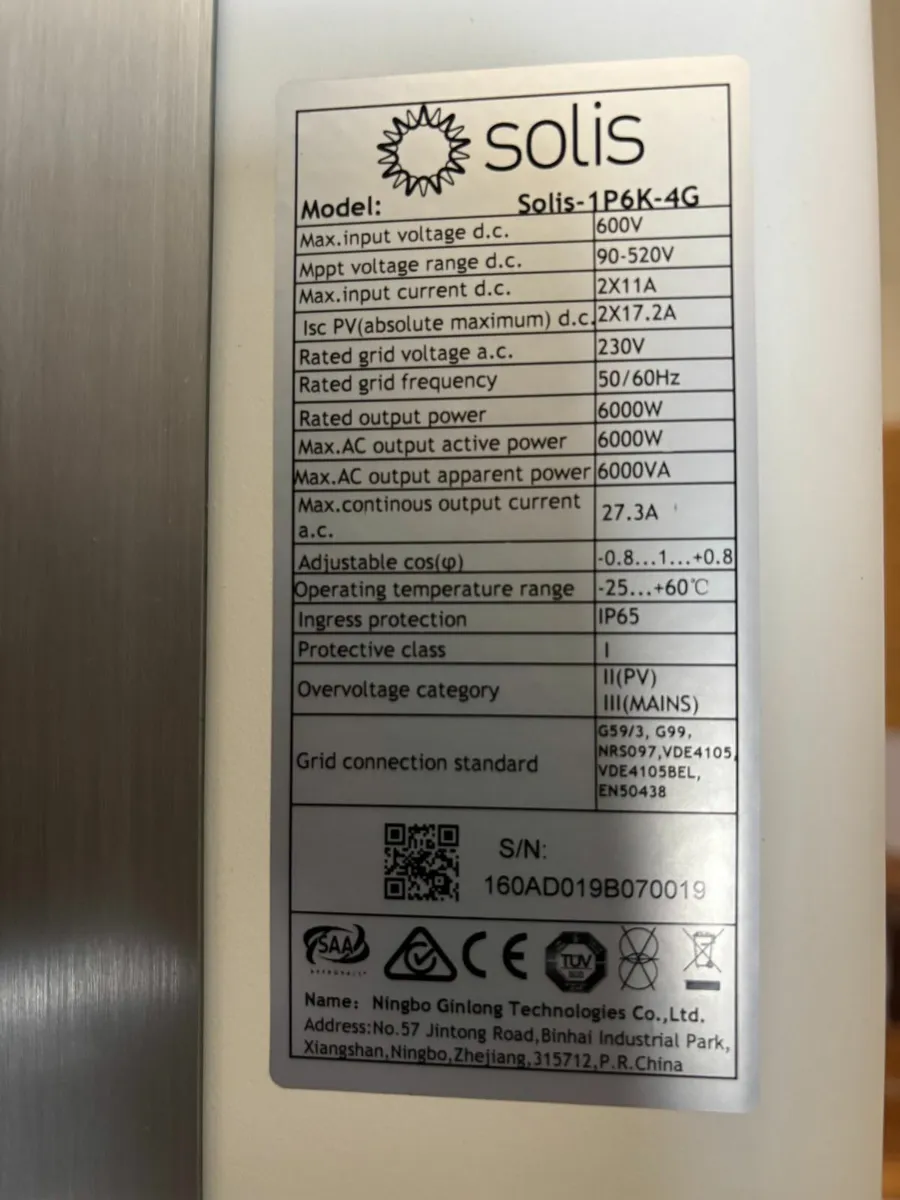 solis
Model: Solis-1P6K-4G
Max.input voltage d.c. 600V
Mppt voltage range d.c. 90-520V
Max.input current d.c. 2X11A
Isc PV(absolute maximum) d.c. 2X17.2A
Rated grid voltage a.c. 230V
Rated grid frequency 50/60Hz
Rated output power 6000W
Max.AC output active power 6000W
Max.AC output apparent power 6000VA
Max.continous output current
a.c. 27.3A
Adjustable cos(φ) -0.8...1...+0.8
Operating temperature range -25...+60℃
Ingress protection IP65
Protective class I
Overvoltage category II(PV)
III(MAINS)
Grid connection standard G59/3, G99,
NRS097,VDE4105,
VDE4105BEL,
EN50438
S/N:
160AD019B070019
SAA
CE
TUV
Name: Ningbo Ginlong Technologies Co.,Ltd.
Address:No.57 Jintong Road,Binhai Industrial Park,
Xiangshan,Ningbo,Zhejiang,315712,P.R.China